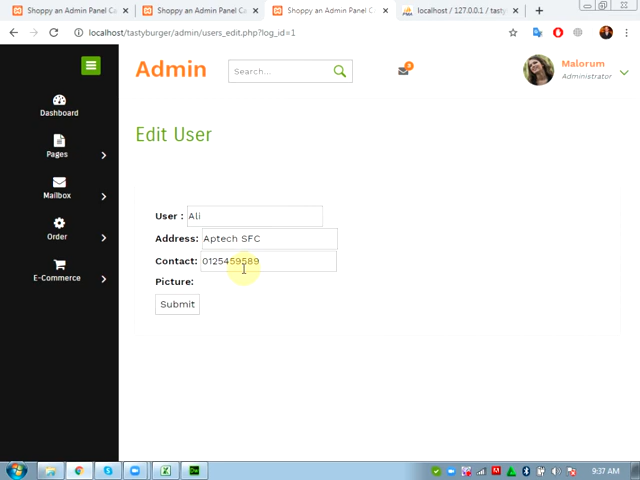 Shoppy an Admin Panel Ca
Shoppy an Admin Panel Ca
Shoppy an Admin Panel Ca
localhost / 127.0.0.1 / tasty
localhost/tastyburger/admin/users_edit.php?log_id=1
Admin
Search...
Malorum
Administrator
Dashboard
Pages
Mailbox
Order
E-Commerce
Edit User
User : Ali
Address: Aptech SFC
Contact: 0125459589
Picture:
Submit
9:37 AM